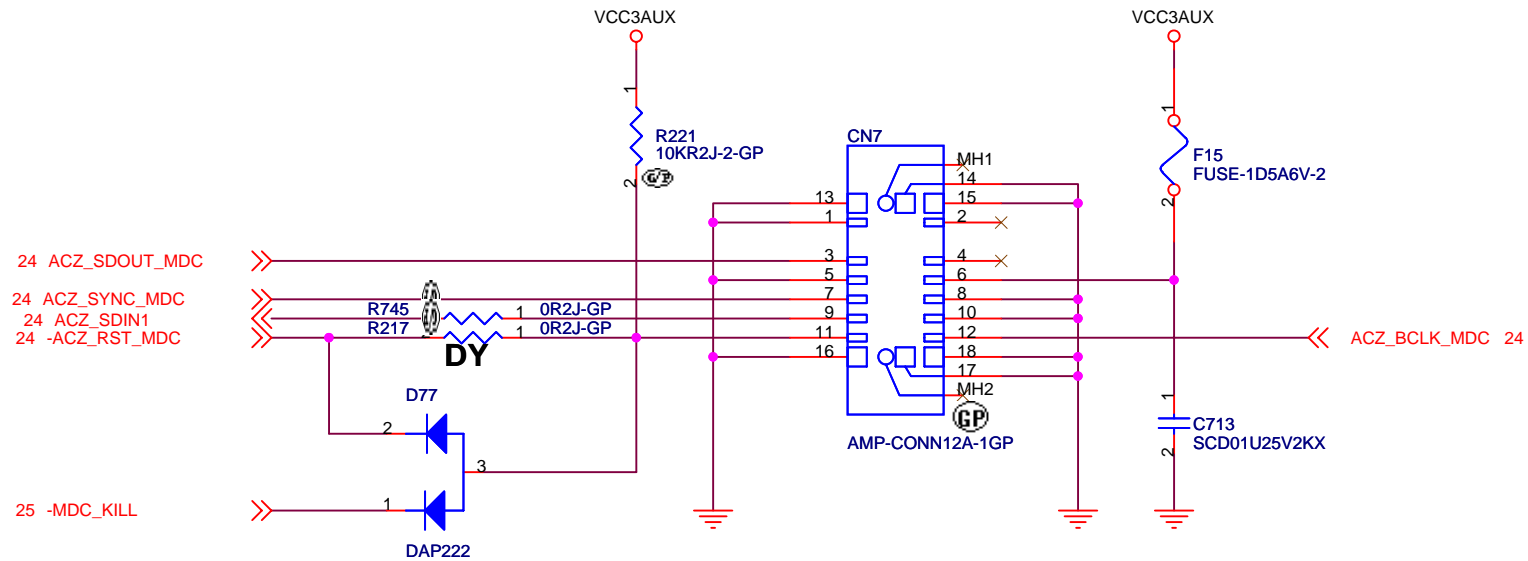 VCC3AUX
VCC3AUX
1
R221
10KR2J-2-GP
2
G/P
1
F15
FUSE-1D5A6V-2
2
CN7
MH1
14
13
15
1
2
24 ACZ_SDOUT_MDC
3
4
5
6
24 ACZ_SYNC_MDC
7
8
R745
1
0R2J-GP
24 ACZ_SDIN1
9
10
R217
1
0R2J-GP
24 -ACZ_RST_MDC
11
12
ACZ_BCLK_MDC 24
DY
16
18
17
MH2
GP
AMP-CONN12A-1GP
D77
2
3
1
C713
SCD01U25V2KX
2
25 -MDC_KILL
1
DAP222